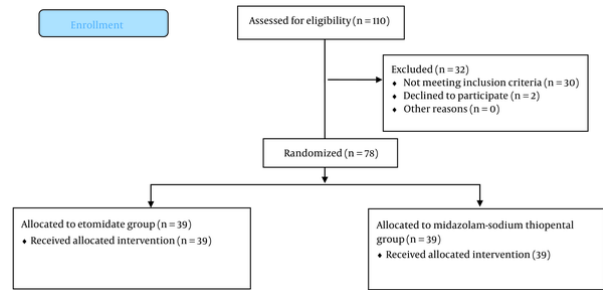 Enrollment
Assessed for eligibility (n = 110)
Excluded (n = 32)
♦ Not meeting inclusion criteria (n = 30)
♦ Declined to participate (n = 2)
♦ Other reasons (n = 0)
Randomized (n = 78)
Allocated to etomidate group (n = 39)
♦ Received allocated intervention (n = 39)
Allocated to midazolam-sodium thiopental
group (n = 39)
♦ Received allocated intervention (39)